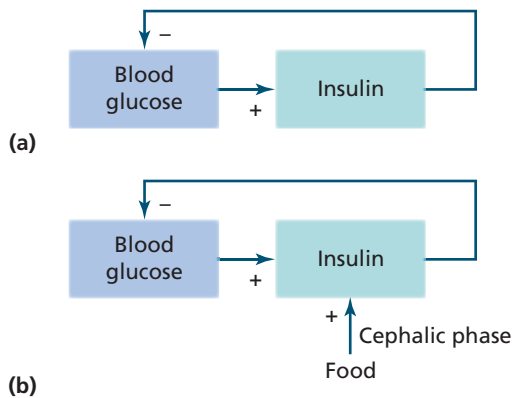 –
Blood
glucose
+
Insulin
(a)
–
Blood
glucose
+
Insulin
+
Cephalic phase
Food
(b)